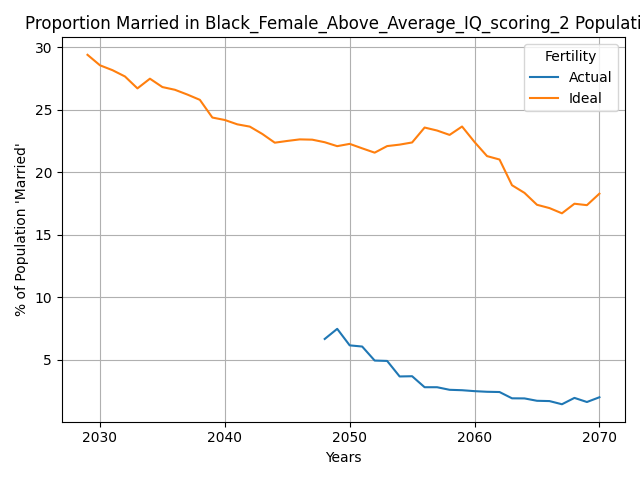 Proportion Married in Black_Female_Above_Average_IQ_scoring_2 Populati
30
25
20
15
10
5
% of Population 'Married'
Fertility
Actual
Ideal
2030 2040 2050 2060 2070
Years